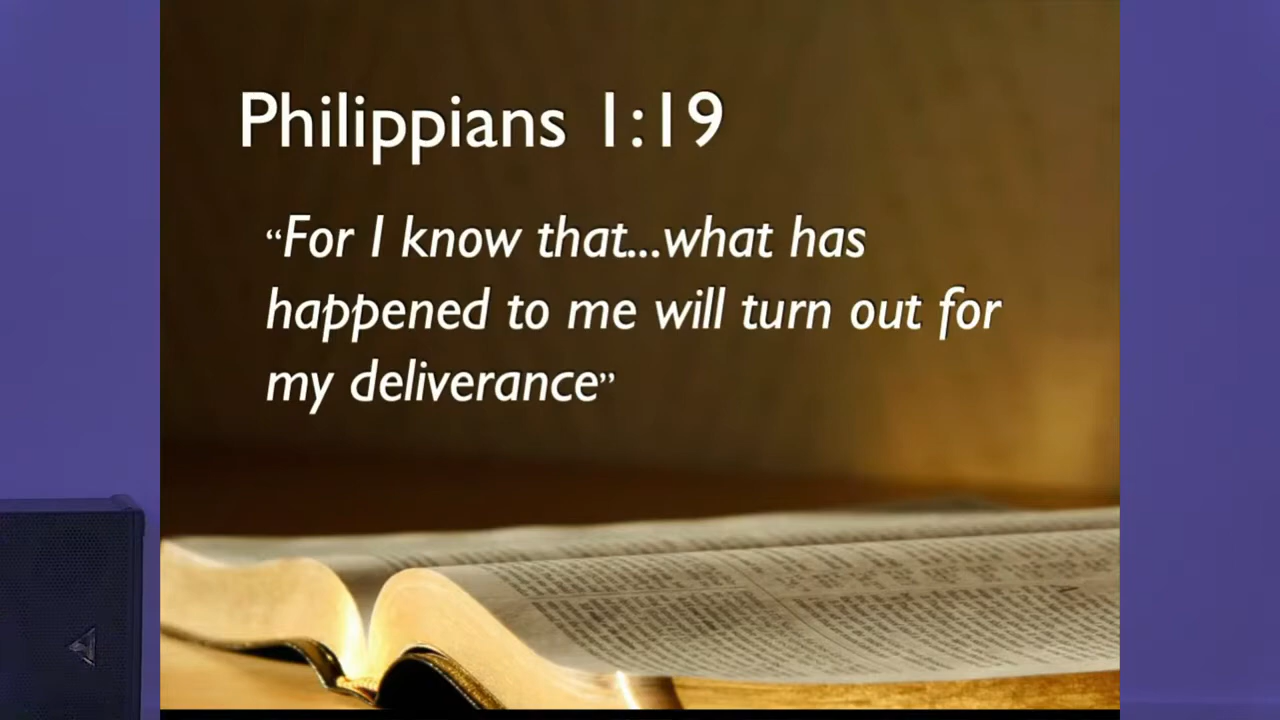 Philippians 1:19
“For I know that...what has
happened to me will turn out for
my deliverance”